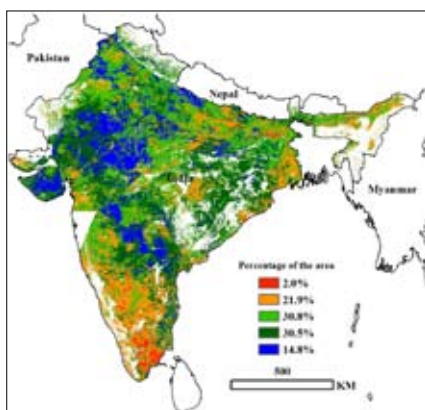 Pakistan
Nepal
India
Myanmar
Percentage of the area
2.0%
21.9%
30.8%
30.5%
14.8%
500
KM